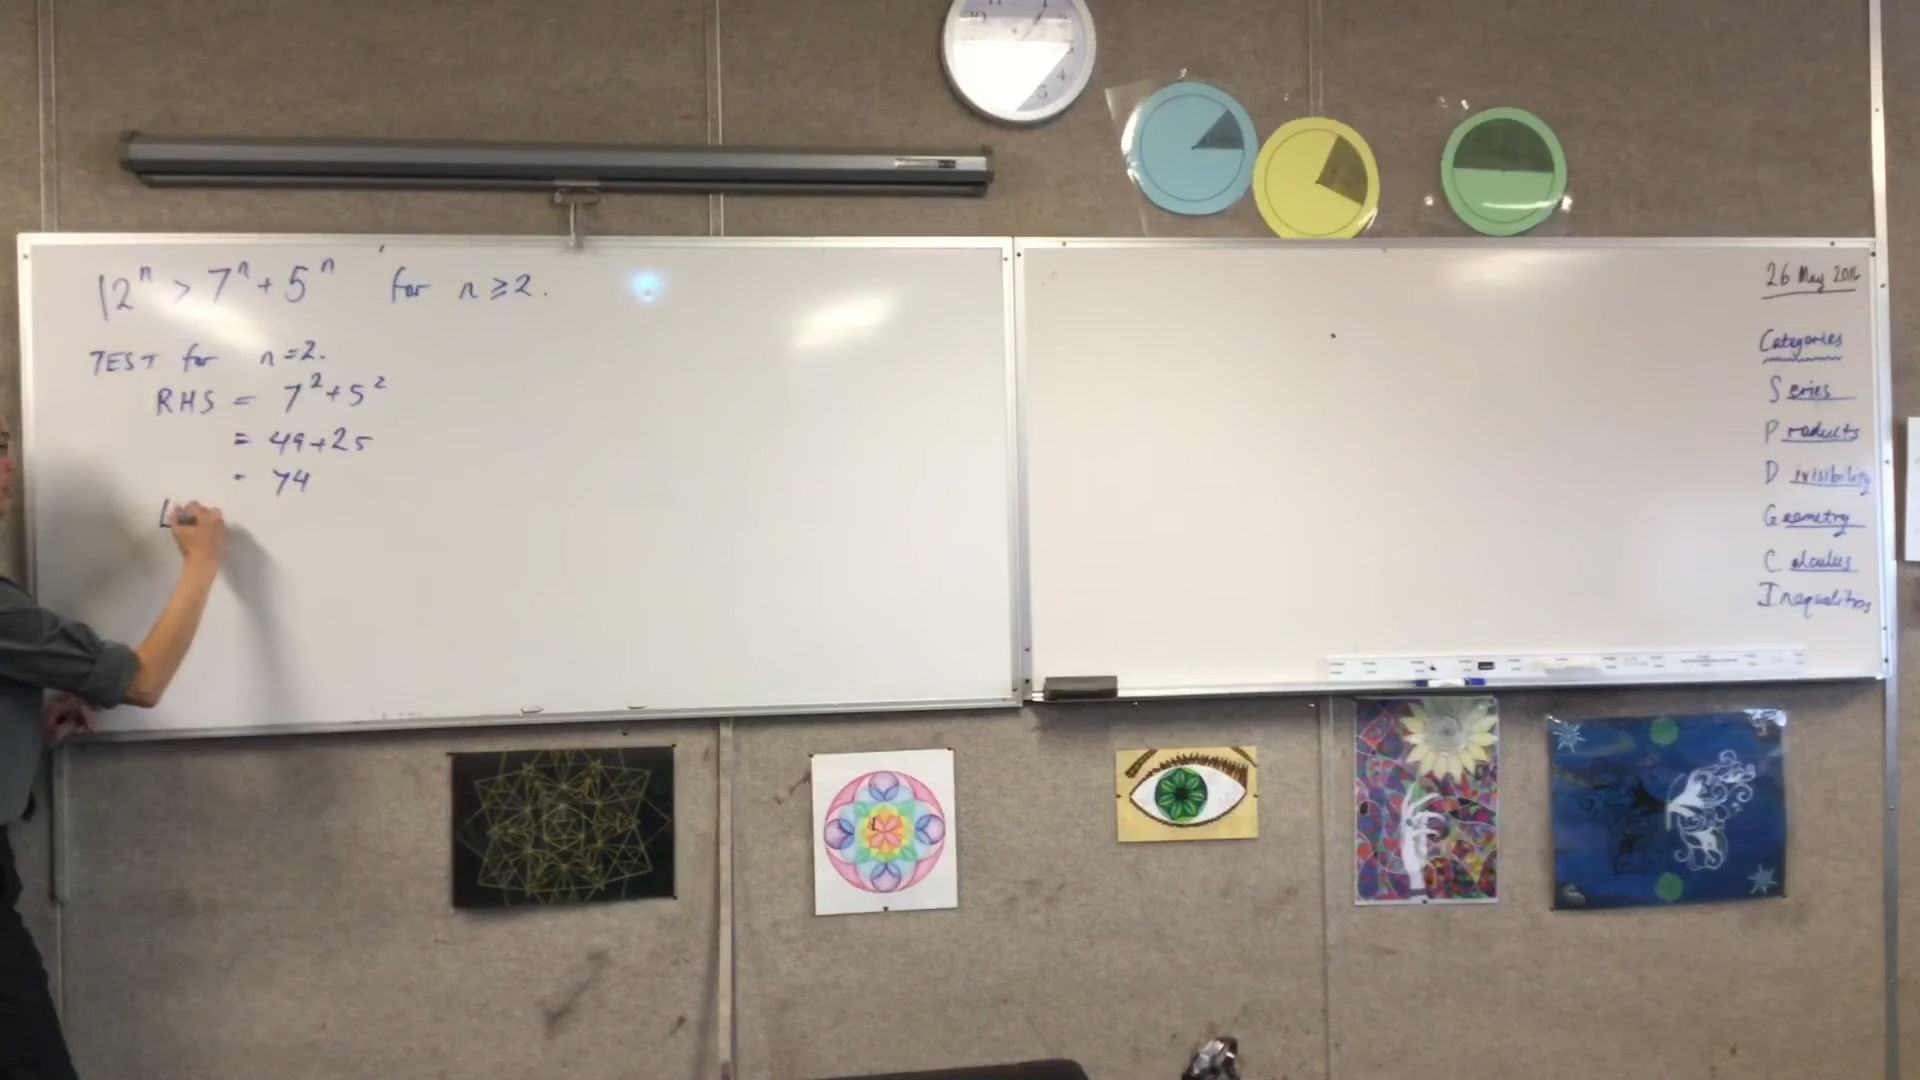 12ⁿ > 7ⁿ + 5ⁿ for n ≥ 2.
TEST for n = 2.
RHS = 7² + 5²
= 49 + 25
= 74
L
26 May 2016
Categories
Series
Products
Divisibility
Geometry
Calculus
Inequalities